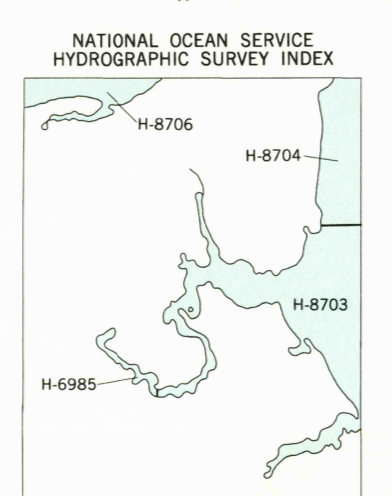 NATIONAL OCEAN SERVICE
HYDROGRAPHIC SURVEY INDEX
H-8706
H-8704
H-8703
H-6985